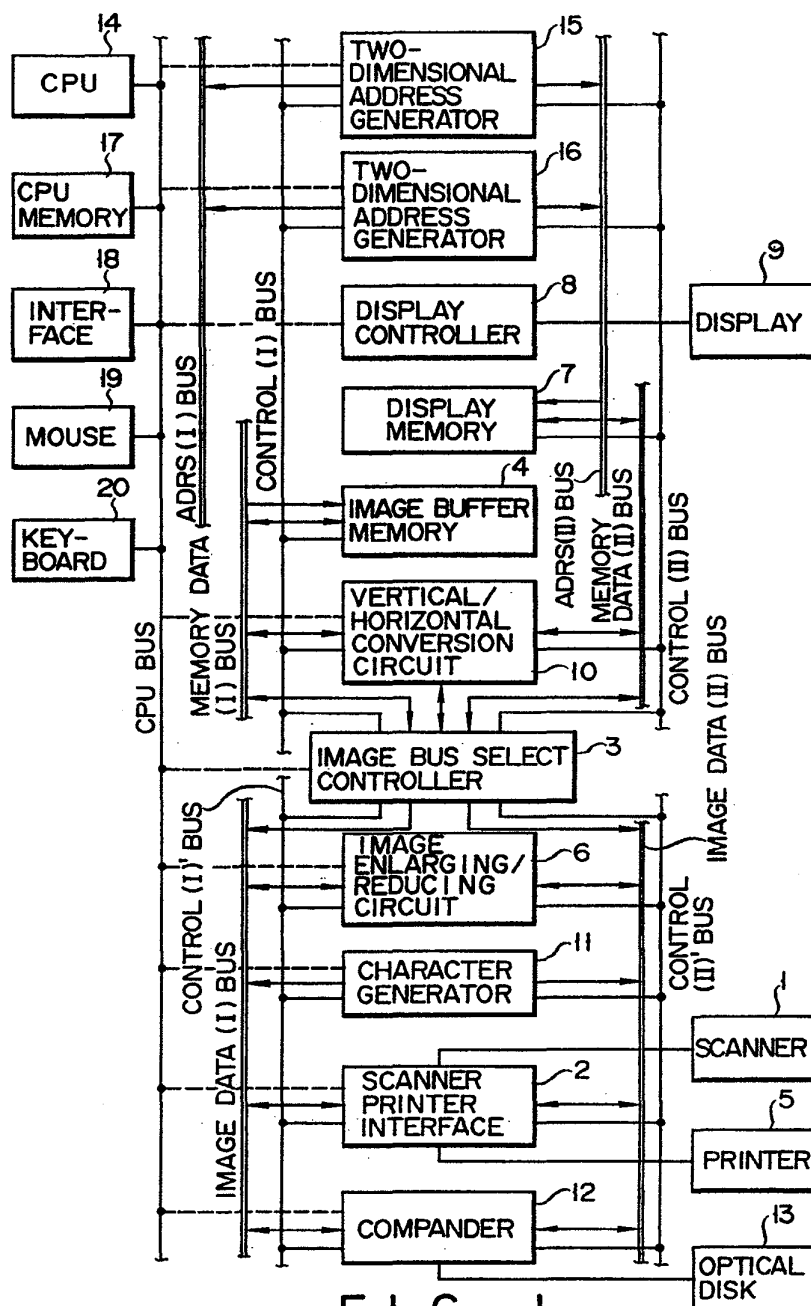 14
CPU
17
CPU
MEMORY
18
INTER-
FACE
19
MOUSE
20
KEY-
BOARD
CPU BUS
ADRS(I) BUS
MEMORY DATA
(I) BUS
CONTROL (I) BUS
15
TWO-
DIMENSIONAL
ADDRESS
GENERATOR
16
TWO-
DIMENSIONAL
ADDRESS
GENERATOR
8
DISPLAY
CONTROLLER
9
DISPLAY
7
DISPLAY
MEMORY
4
IMAGE BUFFER
MEMORY
VERTICAL/
HORIZONTAL
CONVERSION
CIRCUIT
10
ADRS(II) BUS
MEMORY
DATA (II) BUS
CONTROL (II) BUS
IMAGE DATA (II) BUS
3
IMAGE BUS SELECT
CONTROLLER
CONTROL (I)' BUS
IMAGE DATA (I) BUS
6
IMAGE
ENLARGING/
REDUCING
CIRCUIT
CONTROL
(II)' BUS
11
CHARACTER
GENERATOR
1
SCANNER
2
SCANNER
PRINTER
INTERFACE
5
PRINTER
12
COMPANDER
13
OPTICAL
DISK